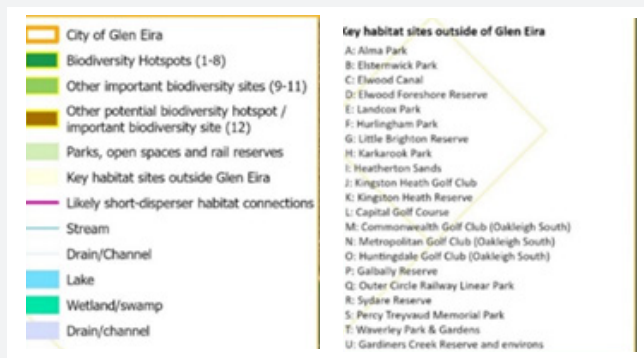 City of Glen Eira
Biodiversity Hotspots (1-8)
Other important biodiversity sites (9-11)
Other potential biodiversity hotspot /
important biodiversity site (12)
Parks, open spaces and rail reserves
Key habitat sites outside Glen Eira
Likely short-disperser habitat connections
Stream
Drain/Channel
Lake
Wetland/swamp
Drain/channel
Key habitat sites outside of Glen Eira
A: Alma Park
B: Elsternwick Park
C: Elwood Canal
D: Elwood Foreshore Reserve
E: Landcox Park
F: Hurlingham Park
G: Little Brighton Reserve
H: Karkarook Park
I: Heatherton Sands
J: Kingston Heath Golf Club
K: Kingston Heath Reserve
L: Capital Golf Course
M: Commonwealth Golf Club (Oakleigh South)
N: Metropolitan Golf Club (Oakleigh South)
O: Huntingdale Golf Club (Oakleigh South)
P: Galbally Reserve
Q: Outer Circle Railway Linear Park
R: Sydare Reserve
S: Percy Treyvaud Memorial Park
T: Waverley Park & Gardens
U: Gardiners Creek Reserve and environs